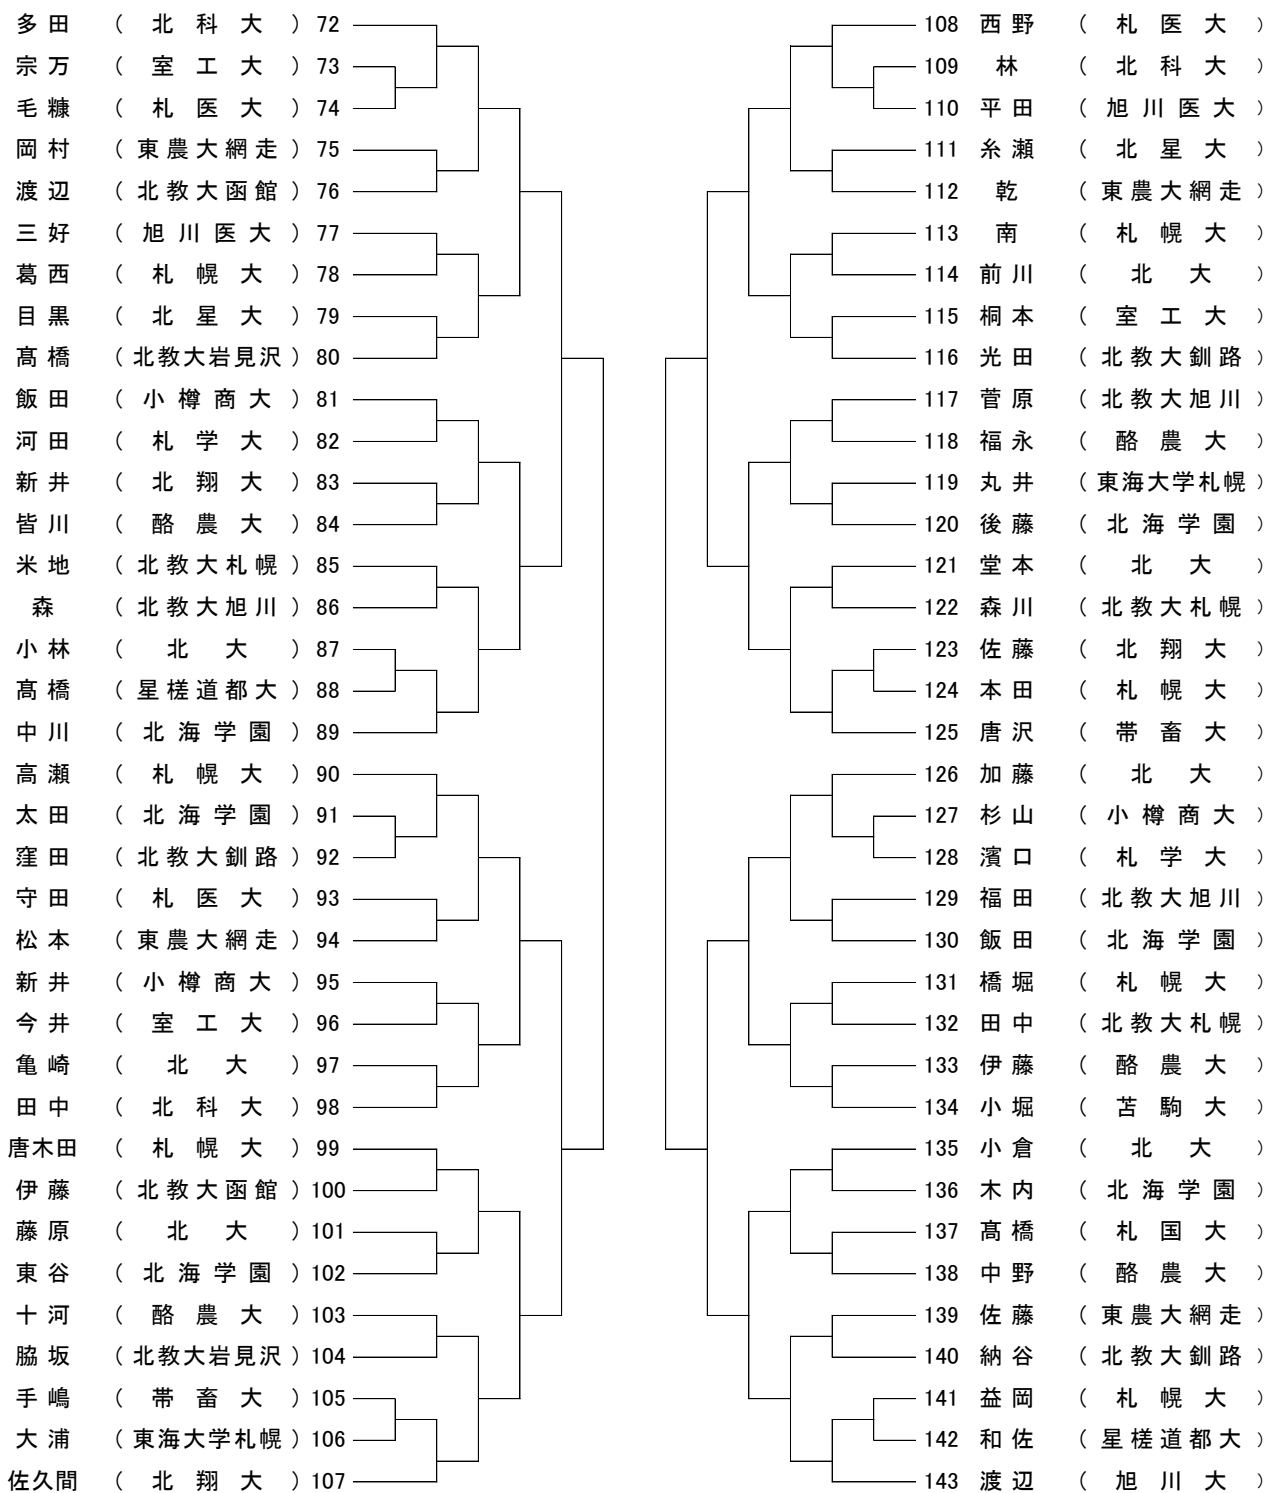 多田 （ 北科大 ） 72
宗万 （ 室工大 ） 73
毛糠 （ 札医大 ） 74
岡村 （ 東農大網走 ） 75
渡辺 （ 北教大函館 ） 76
三好 （ 旭川医大 ） 77
葛西 （ 札幌大 ） 78
目黒 （ 北星大 ） 79
髙橋 （ 北教大岩見沢 ） 80
飯田 （ 小樽商大 ） 81
河田 （ 札学大 ） 82
新井 （ 北翔大 ） 83
皆川 （ 酪農大 ） 84
米地 （ 北教大札幌 ） 85
森 （ 北教大旭川 ） 86
小林 （ 北大 ） 87
髙橋 （ 星槎道都大 ） 88
中川 （ 北海学園 ） 89
高瀬 （ 札幌大 ） 90
太田 （ 北海学園 ） 91
窪田 （ 北教大釧路 ） 92
守田 （ 札医大 ） 93
松本 （ 東農大網走 ） 94
新井 （ 小樽商大 ） 95
今井 （ 室工大 ） 96
亀崎 （ 北大 ） 97
田中 （ 北科大 ） 98
唐木田 （ 札幌大 ） 99
伊藤 （ 北教大函館 ） 100
藤原 （ 北大 ） 101
東谷 （ 北海学園 ） 102
十河 （ 酪農大 ） 103
脇坂 （ 北教大岩見沢 ） 104
手嶋 （ 帯畜大 ） 105
大浦 （ 東海大学札幌 ） 106
佐久間 （ 北翔大 ） 107
108 西野 （ 札医大 ）
109 林 （ 北科大 ）
110 平田 （ 旭川医大 ）
111 糸瀬 （ 北星大 ）
112 乾 （ 東農大網走 ）
113 南 （ 札幌大 ）
114 前川 （ 北大 ）
115 桐本 （ 室工大 ）
116 光田 （ 北教大釧路 ）
117 菅原 （ 北教大旭川 ）
118 福永 （ 酪農大 ）
119 丸井 （ 東海大学札幌 ）
120 後藤 （ 北海学園 ）
121 堂本 （ 北大 ）
122 森川 （ 北教大札幌 ）
123 佐藤 （ 北翔大 ）
124 本田 （ 札幌大 ）
125 唐沢 （ 帯畜大 ）
126 加藤 （ 北大 ）
127 杉山 （ 小樽商大 ）
128 濱口 （ 札学大 ）
129 福田 （ 北教大旭川 ）
130 飯田 （ 北海学園 ）
131 橋堀 （ 札幌大 ）
132 田中 （ 北教大札幌 ）
133 伊藤 （ 酪農大 ）
134 小堀 （ 苫駒大 ）
135 小倉 （ 北大 ）
136 木内 （ 北海学園 ）
137 髙橋 （ 札国大 ）
138 中野 （ 酪農大 ）
139 佐藤 （ 東農大網走 ）
140 納谷 （ 北教大釧路 ）
141 益岡 （ 札幌大 ）
142 和佐 （ 星槎道都大 ）
143 渡辺 （ 旭川大 ）